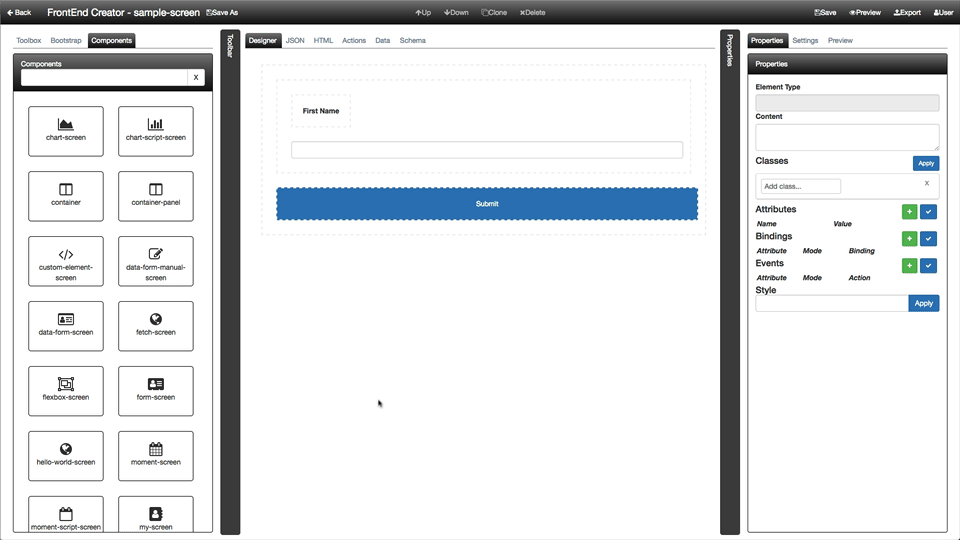 Back FrontEnd Creator - sample-screen Save As Up Down Clone Delete Save Preview Export User
Toolbox Bootstrap Components
Components
X
chart-screen chart-script-screen
container container-panel
custom-element-screen data-form-manual-screen
data-form-screen fetch-screen
flexbox-screen form-screen
hello-world-screen moment-screen
moment-script-screen my-screen
Toolbar
Designer JSON HTML Actions Data Schema
First Name
Submit
Properties
Properties Settings Preview
Properties
Element Type
Content
Classes Apply
Add class... X
Attributes
Name Value
Bindings
Attribute Mode Binding
Events
Attribute Mode Action
Style
Apply